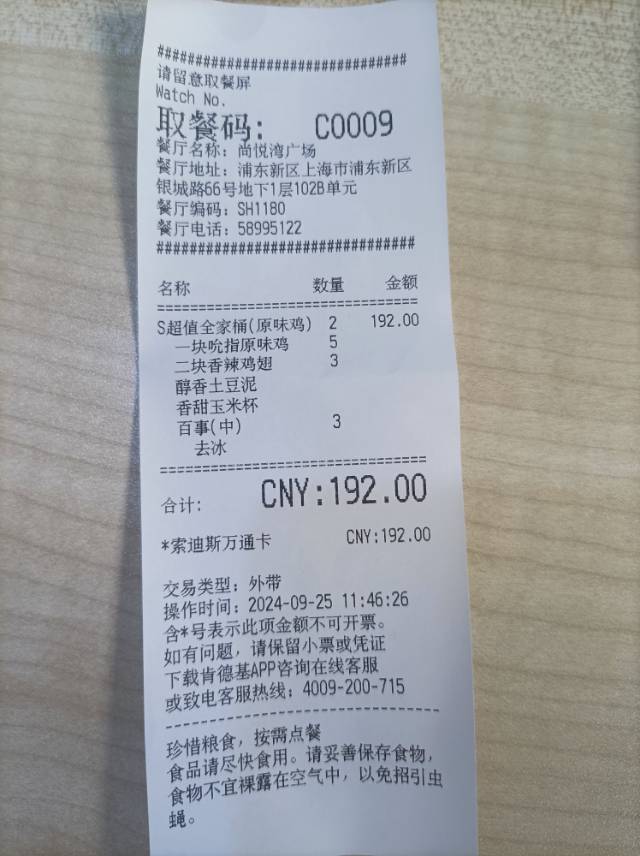 ##############################
请留意取餐屏
Watch No.
取餐码: C0009
餐厅名称: 尚悦湾广场
餐厅地址: 浦东新区上海市浦东新区
银城路66号地下1层102B单元
餐厅编码: SH1180
餐厅电话: 58995122
##############################
名称 数量 金额
================================
S超值全家桶(原味鸡) 2 192.00
一块吮指原味鸡 5
二块香辣鸡翅 3
醇香土豆泥
香甜玉米杯
百事(中) 3
去冰
================================
合计: CNY:192.00
*索迪斯万通卡 CNY:192.00
交易类型: 外带
操作时间: 2024-09-25 11:46:26
含*号表示此项金额不可开票。
如有问题, 请保留小票或凭证
下载肯德基APP咨询在线客服
或致电客服热线: 4009-200-715
--------------------------------
珍惜粮食, 按需点餐
食品请尽快食用。请妥善保存食物,
食物不宜裸露在空气中, 以免招引虫
蝇。